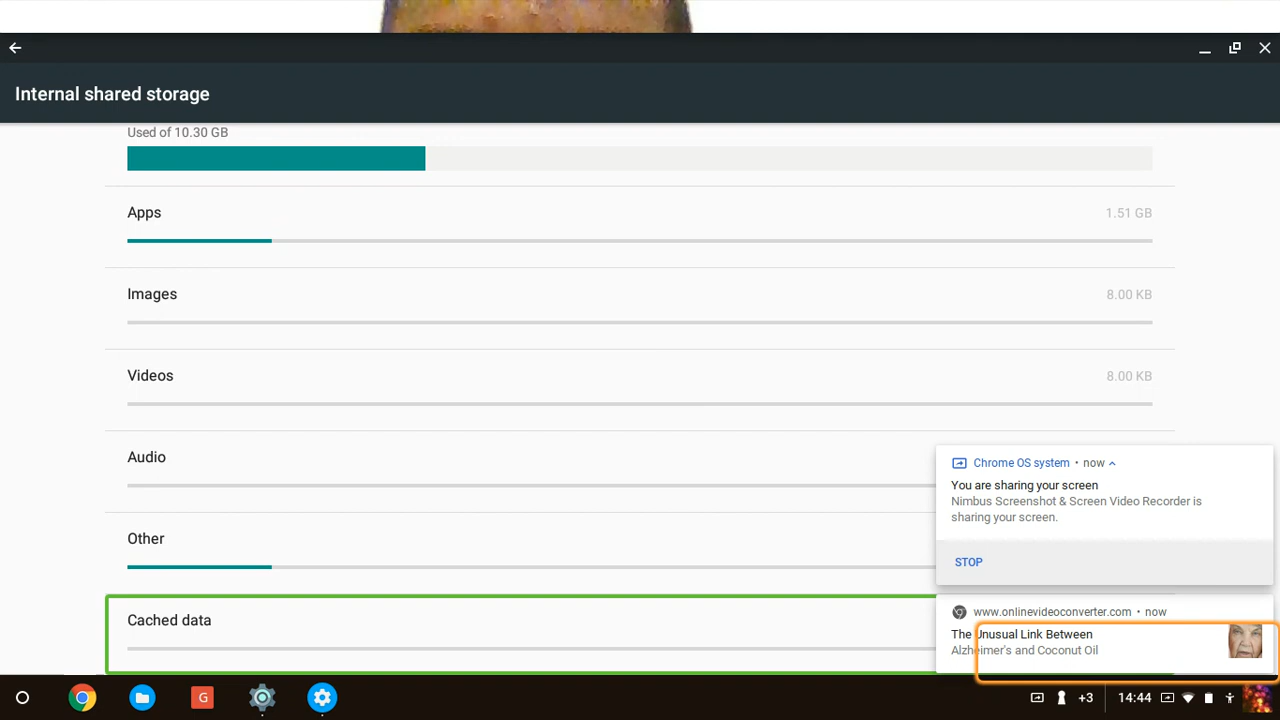 Internal shared storage
Used of 10.30 GB
Apps
1.51 GB
Images
8.00 KB
Videos
8.00 KB
Audio
Other
Cached data
Chrome OS system • now
You are sharing your screen
Nimbus Screenshot & Screen Video Recorder is
sharing your screen.
STOP
www.onlinevideoconverter.com • now
The Unusual Link Between
Alzheimer's and Coconut Oil
G
+3
14:44